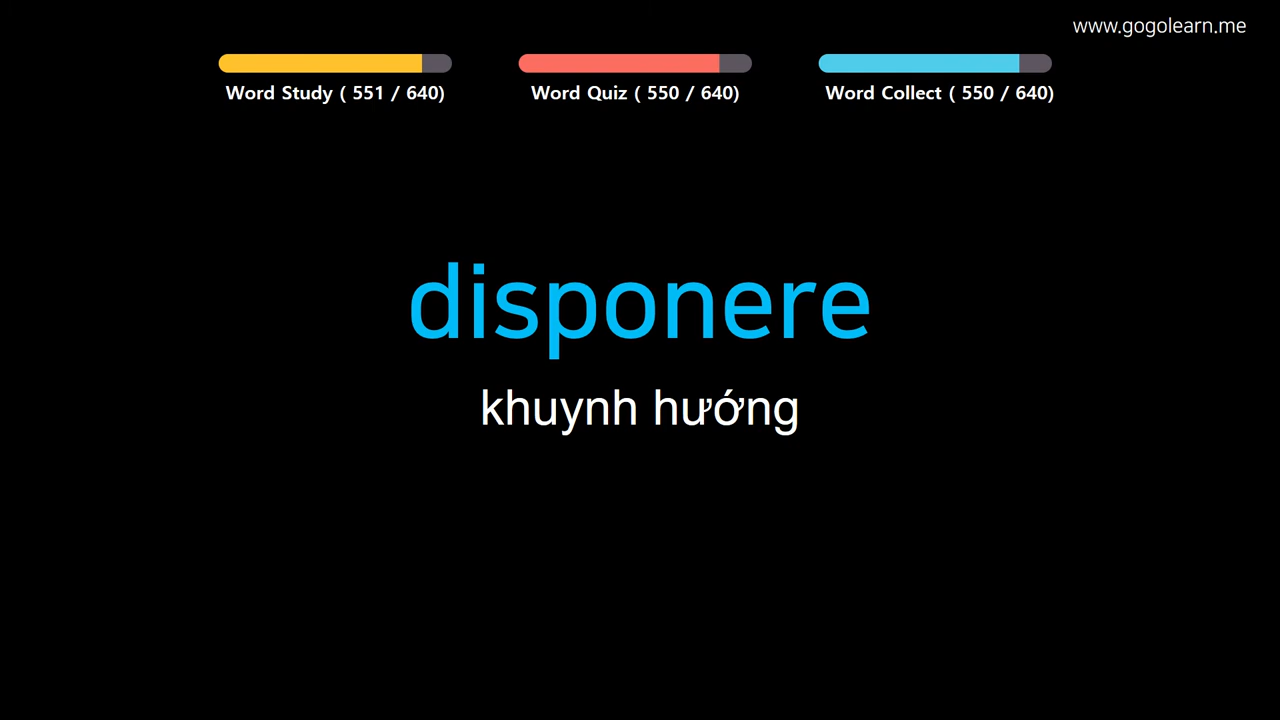 www.gogolearn.me
Word Study ( 551 / 640)
Word Quiz ( 550 / 640)
Word Collect ( 550 / 640)
disponere
khuynh hướng